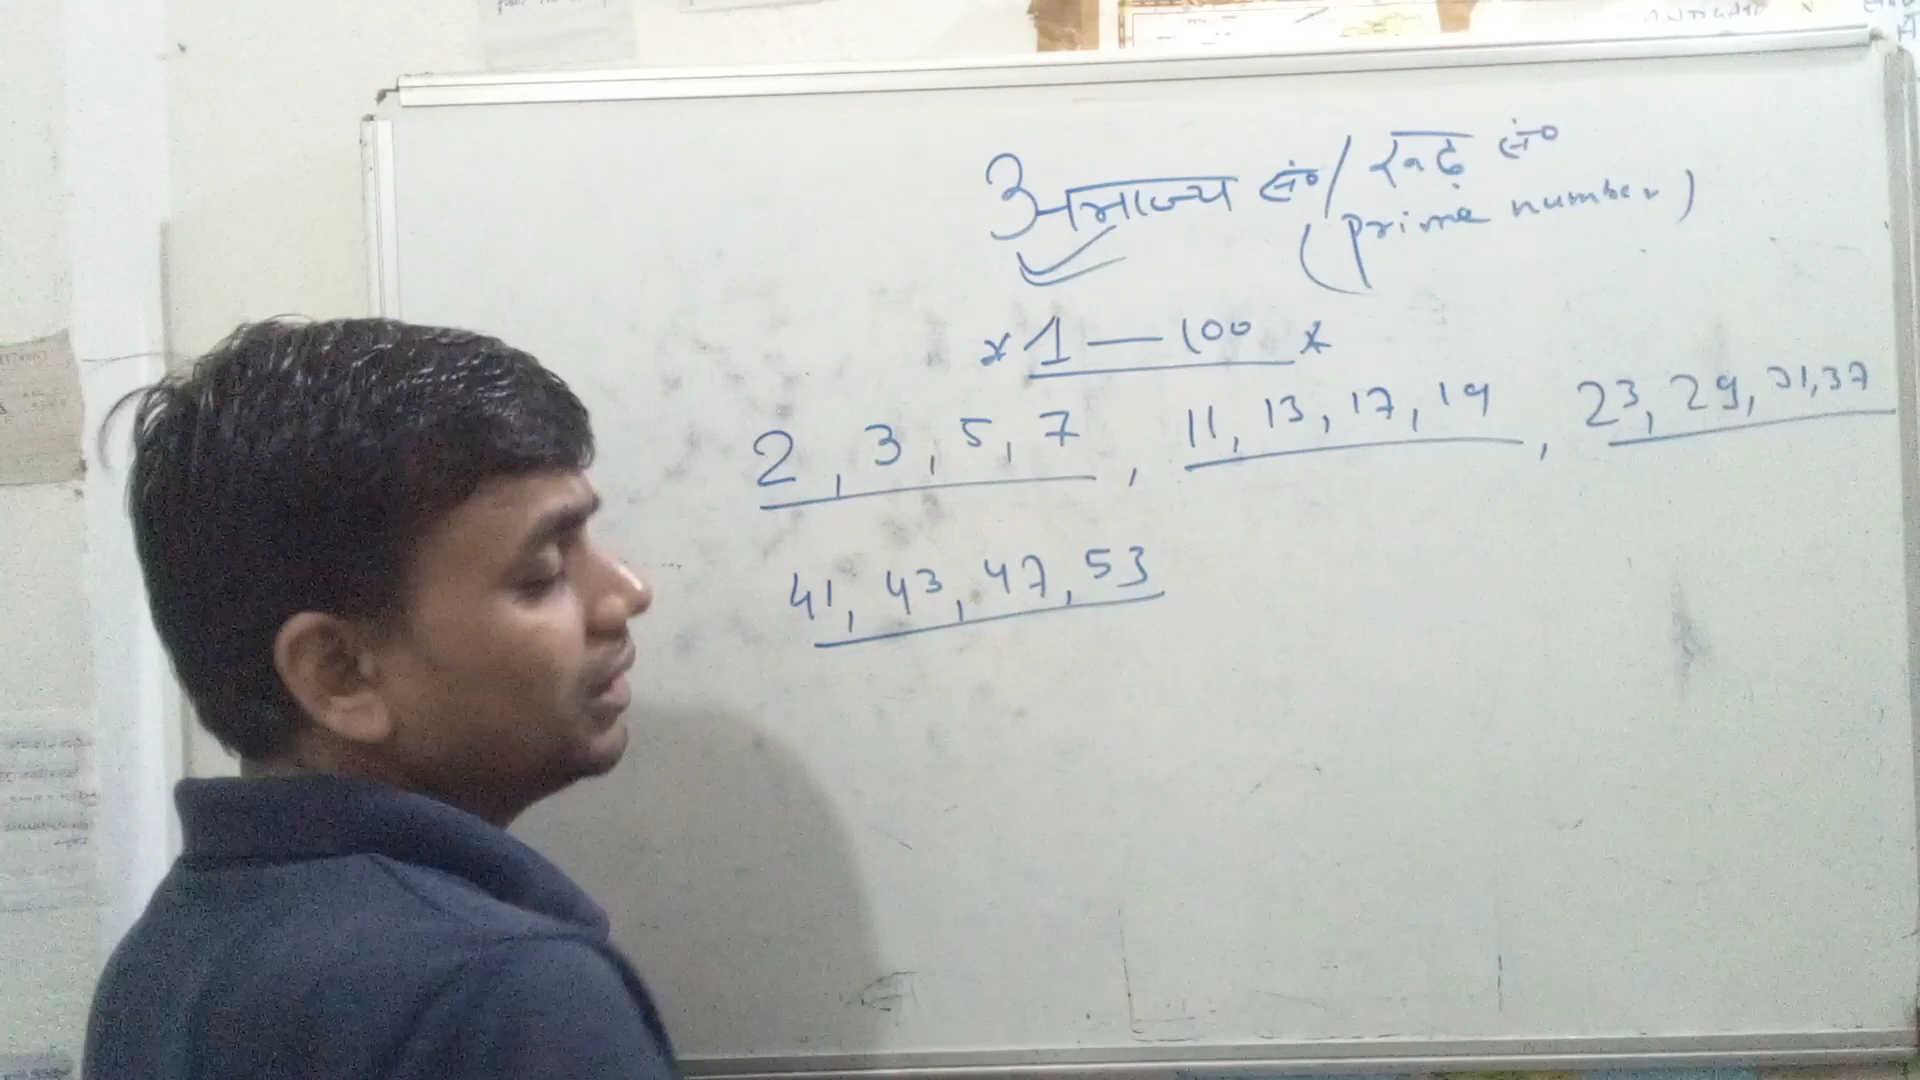 अभाज्य सं०/ रूढ़ सं०
(prime number)
* 1 — 100 *
2, 3, 5, 7, 11, 13, 17, 19, 23, 29, 31, 37
41, 43, 47, 53